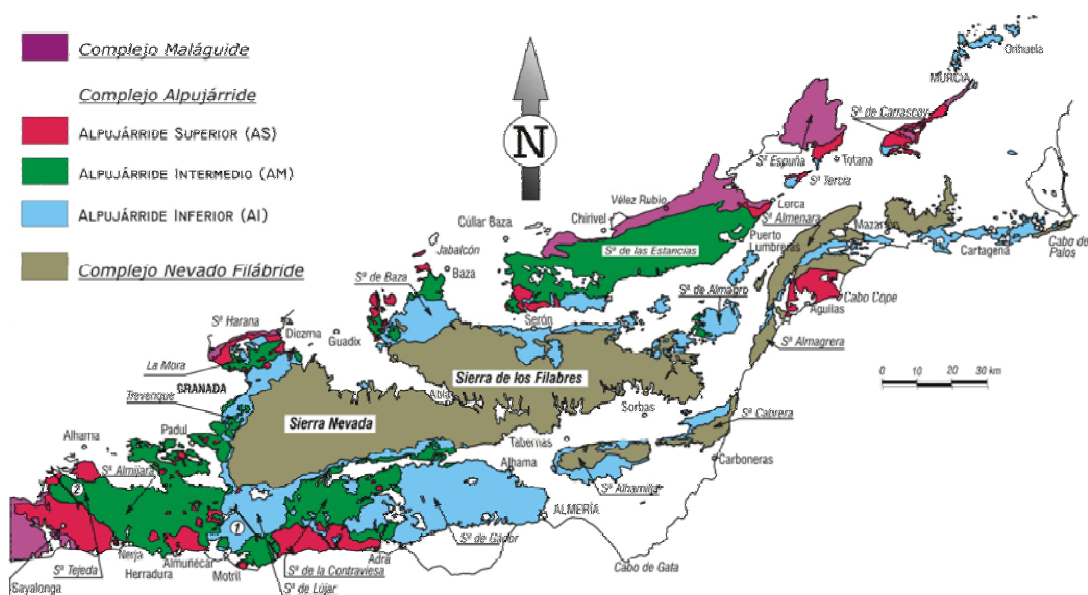 Complejo Maláguide
Complejo Alpujárride
ALPUJÁRRIDE SUPERIOR (AS)
ALPUJÁRRIDE INTERMEDIO (AM)
ALPUJÁRRIDE INFERIOR (AI)
Complejo Nevado Filábride
N
Orihuela
MURCIA
Sª de Carrascoy
Sª Espuña
Totana
Sª Tercia
Vélez Rubio
Lorca
Chirivel
Sª Almenara
Cúllar Baza
Mazarrón
Puerto
Lumbreras
Cartagena
Cabo de
Palos
Jabalcón
Sª de las Estancias
Baza
Sª de Baza
Sª de Almagro
Cabo Cope
Aguilas
Sª Harana
Diezma
Guadix
Serón
Sª Almagrera
La Mora
GRANADA
Sierra de los Filabres
0 10 20 30 km
Trevenque
Albla
Sorbas
Sierra Nevada
Sª Cabrera
Padul
Alhama
Tabernas
Carboneras
Sª Almijara
Alhama
Sª Alhamilla
2
1
ALMEIRÍA
Sª de Gádor
Nerja
Almuñécar
Adra
Herradura
Motril
Sª Tejeda
Sª de la Contraviesa
Cabo de Gata
Sayalonga
Sª de Lújar